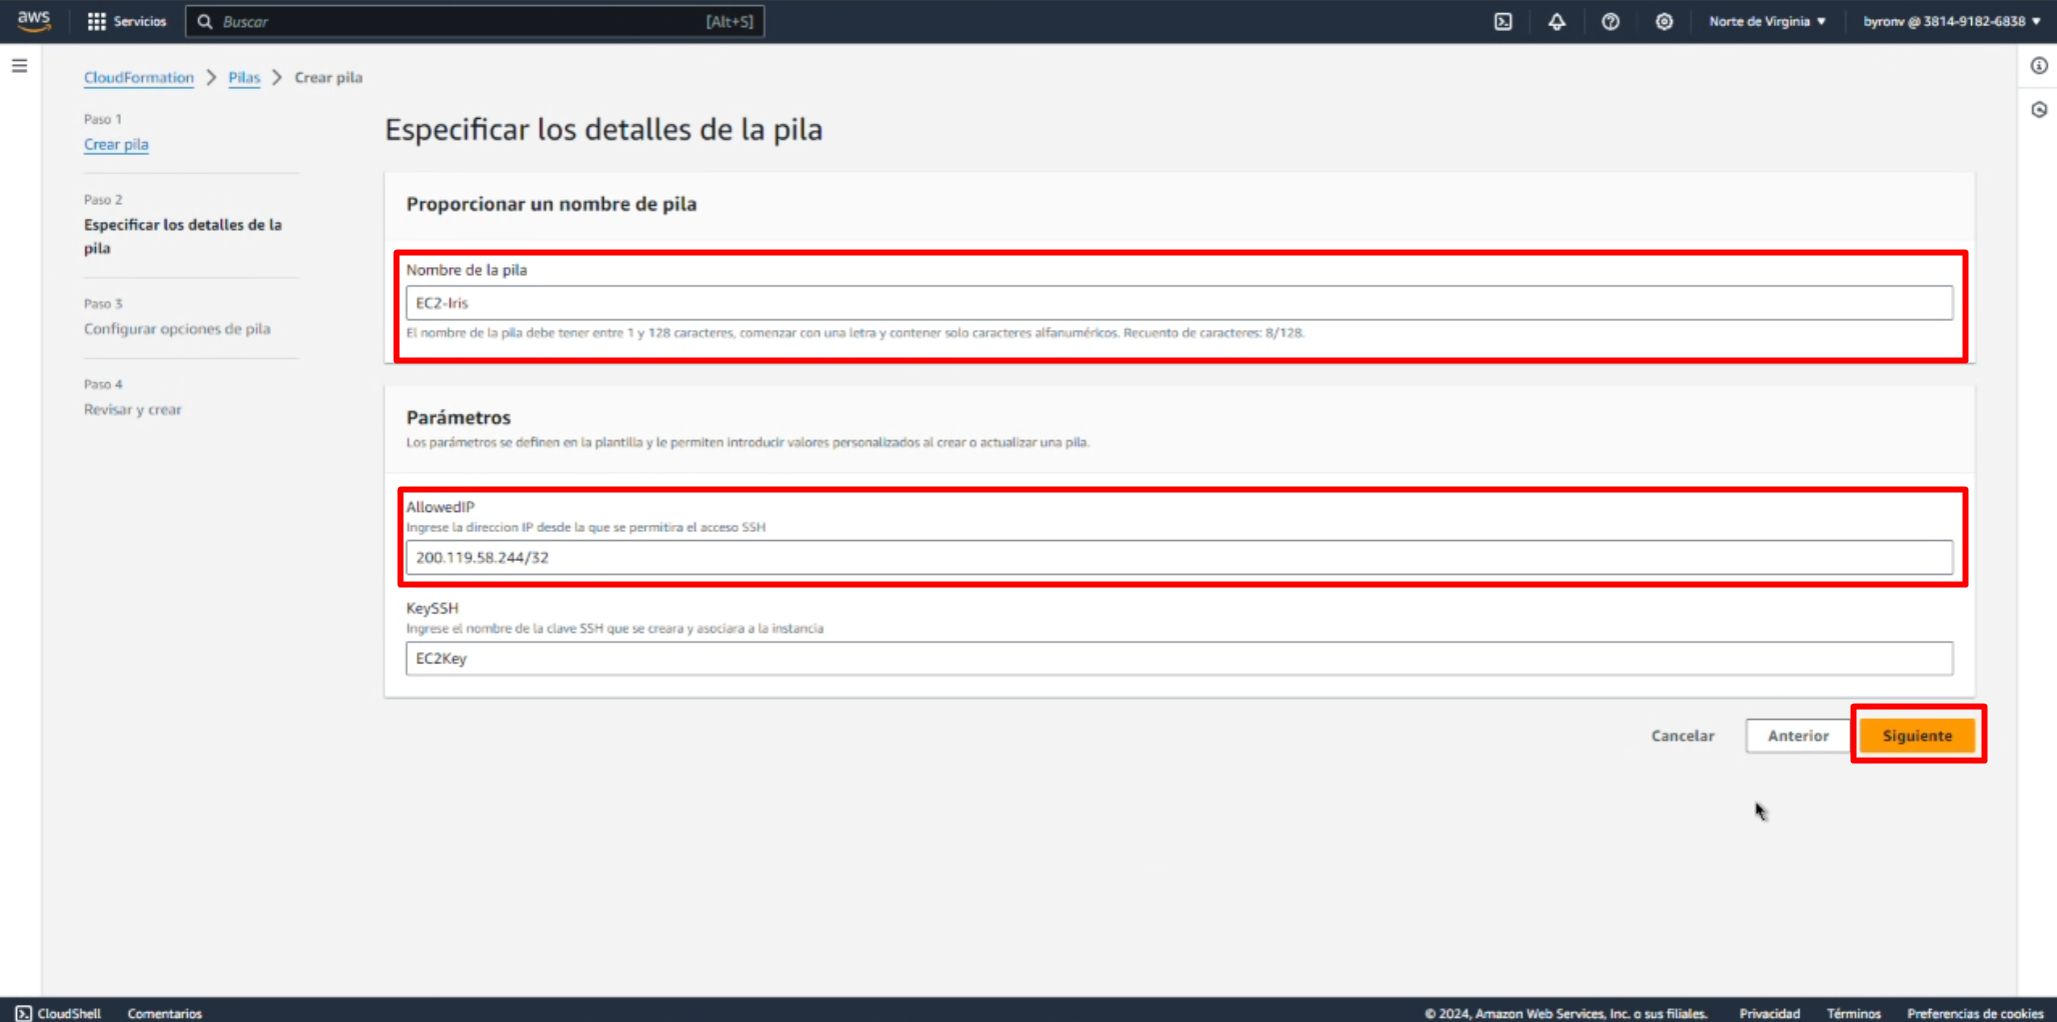 aws
Servicios
Buscar
[Alt+S]
Norte de Virginia
byronv @ 3814-9182-6838
CloudFormation
Pilas
Crear pila
Paso 1
Crear pila
Paso 2
Especificar los detalles de la
pila
Paso 3
Configurar opciones de pila
Paso 4
Revisar y crear
Especificar los detalles de la pila
Proporcionar un nombre de pila
Nombre de la pila
EC2-Iris
El nombre de la pila debe tener entre 1 y 128 caracteres, comenzar con una letra y contener solo caracteres alfanuméricos. Recuento de caracteres: 8/128.
Parámetros
Los parámetros se definen en la plantilla y le permiten introducir valores personalizados al crear o actualizar una pila.
AllowedIP
Ingrese la direccion IP desde la que se permitira el acceso SSH
200.119.58.244/32
KeySSH
Ingrese el nombre de la clave SSH que se creara y asociara a la instancia
EC2Key
Cancelar
Anterior
Siguiente
CloudShell
Comentarios
© 2024, Amazon Web Services, Inc. o sus filiales.
Privacidad
Términos
Preferencias de cookies